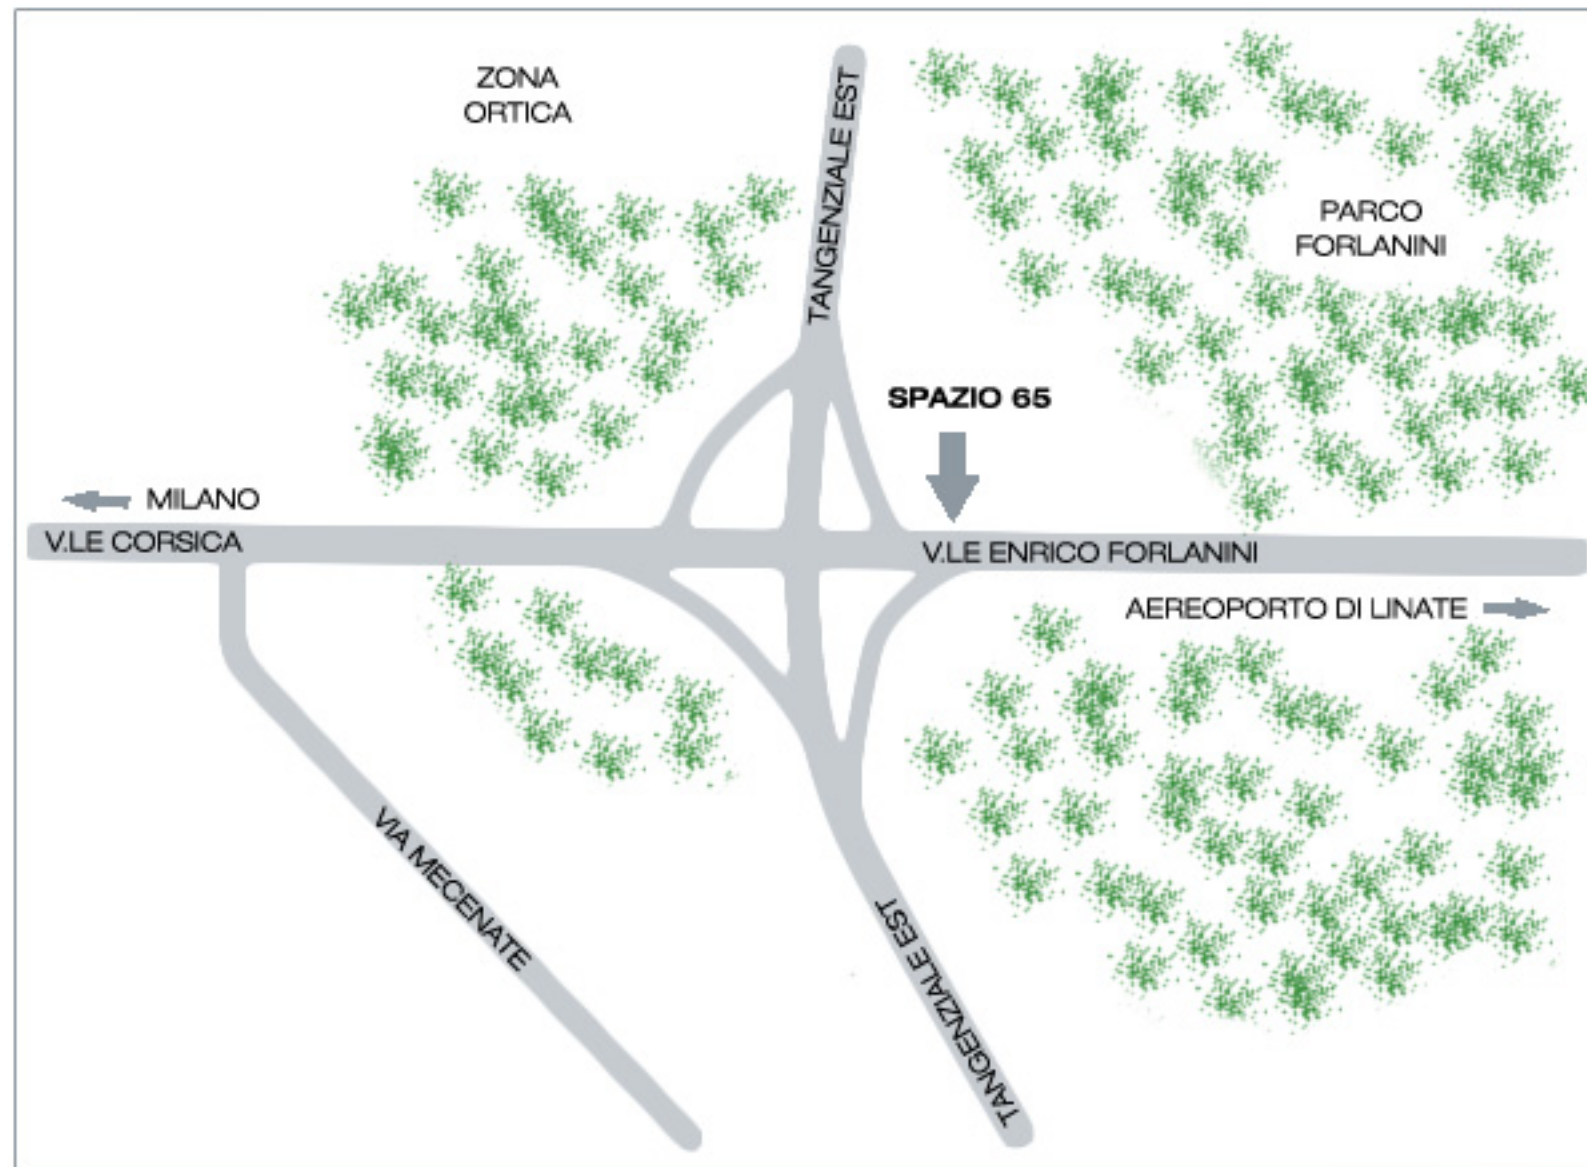 ZONA
ORTICA
TANGENZIALE EST
PARCO
FORLANINI
SPAZIO 65
MILANO
V.LE CORSICA
V.LE ENRICO FORLANINI
AEREOPORTO DI LINATE
VIA MECENATE
TANGENZIALE EST